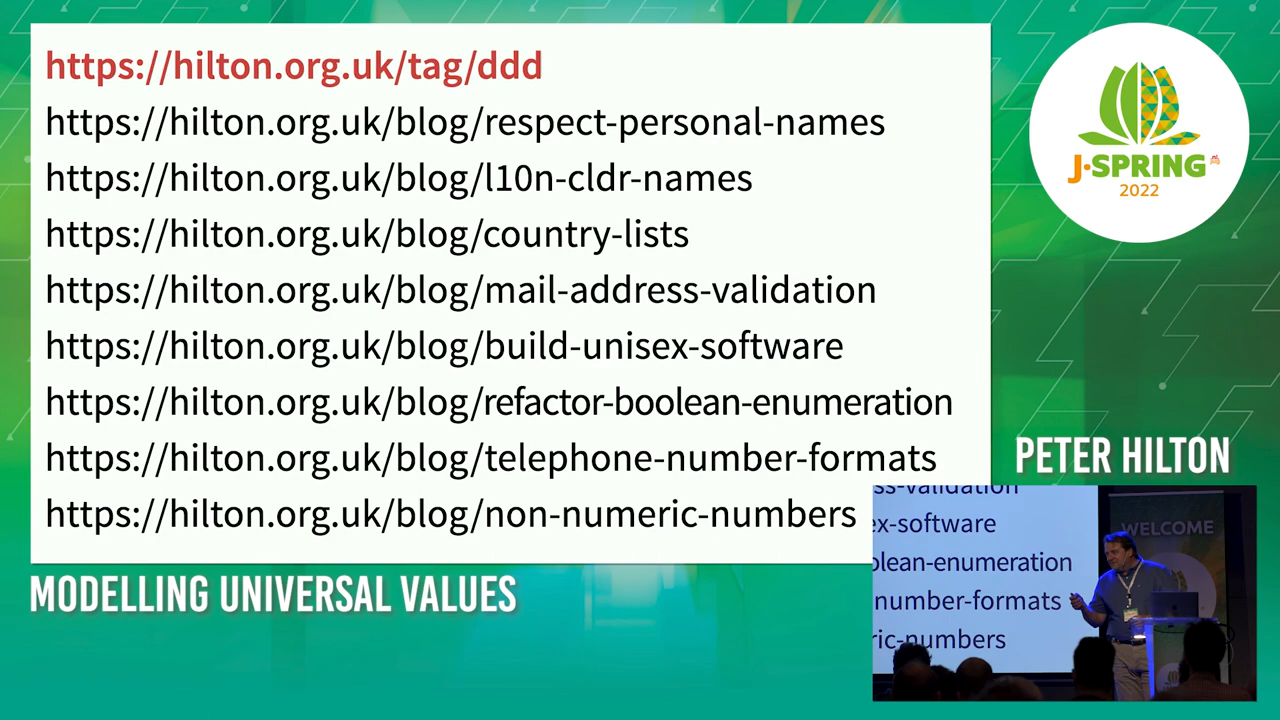 https://hilton.org.uk/tag/ddd
https://hilton.org.uk/blog/respect-personal-names
https://hilton.org.uk/blog/l10n-cldr-names
https://hilton.org.uk/blog/country-lists
https://hilton.org.uk/blog/mail-address-validation
https://hilton.org.uk/blog/build-unisex-software
https://hilton.org.uk/blog/refactor-boolean-enumeration
https://hilton.org.uk/blog/telephone-number-formats
https://hilton.org.uk/blog/non-numeric-numbers
MODELLING UNIVERSAL VALUES
J·SPRING
2022
PETER HILTON
ss-validation
ex-software
olean-enumeration
number-formats
ric-numbers
WELCOME